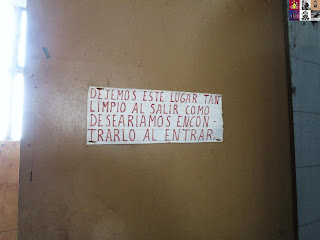 DEJEMOS ESTE LUGAR TAN
LIMPIO AL SALIR COMO
DESEARIAMOS ENCON-
TRARLO AL ENTRAR.